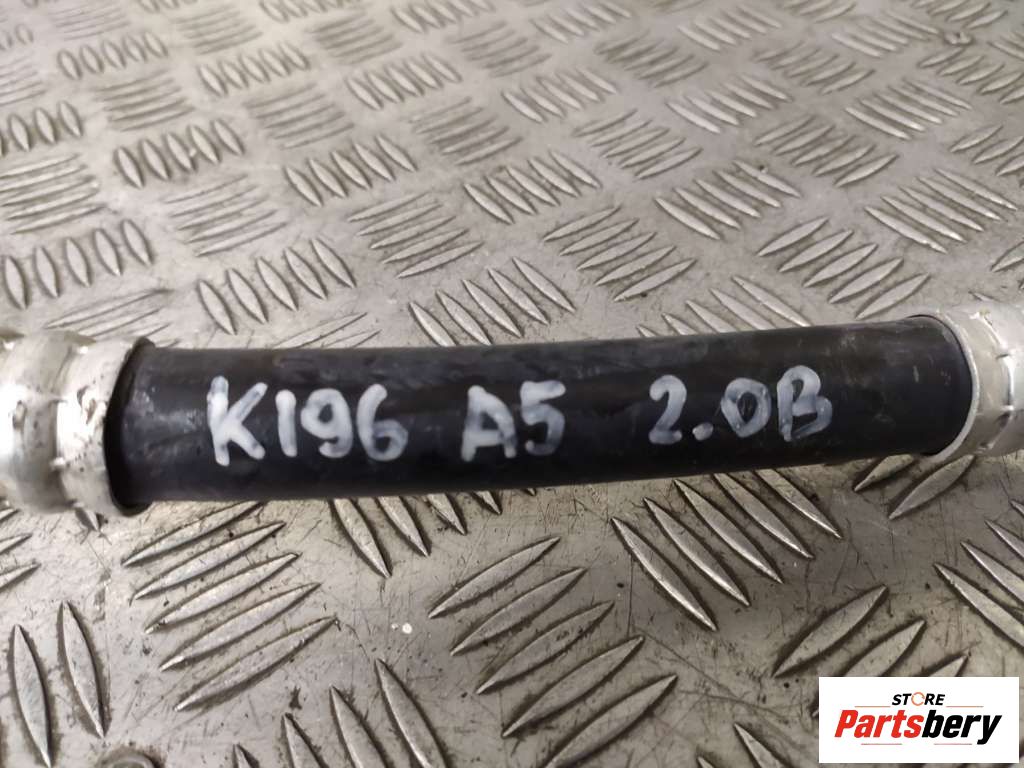 K196 A5 2.0B
STORE
Partsbery